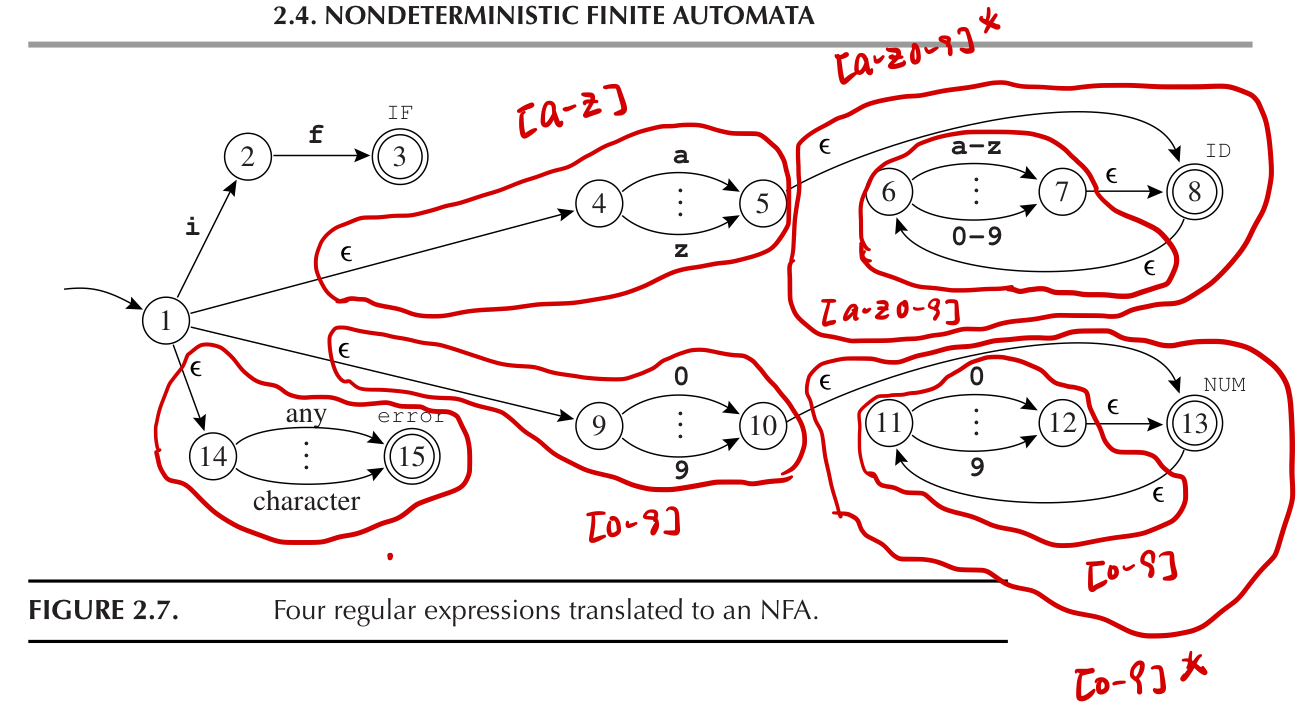 2.4. NONDETERMINISTIC FINITE AUTOMATA
[a-z0-9]*
[a-z]
IF
2 f 3
a
ϵ
a–z
ID
4 ⋮ 5
6 ⋮ 7 ϵ 8
i
z
0–9
ϵ
ϵ
[a-z0-9]
1
ϵ
ϵ
0
ϵ
0
NUM
any error
9 ⋮ 10
11 ⋮ 12 ϵ 13
14 ⋮ 15
9
9
ϵ
character
[0-9]
[0-9]
FIGURE 2.7. Four regular expressions translated to an NFA.
[0-9]*